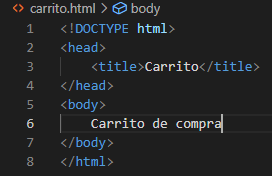 carrito.html > body
1 <!DOCTYPE html>
2 <head>
3     <title>Carrito</title>
4 </head>
5 <body>
6     Carrito de compra
7 </body>
8 </html>